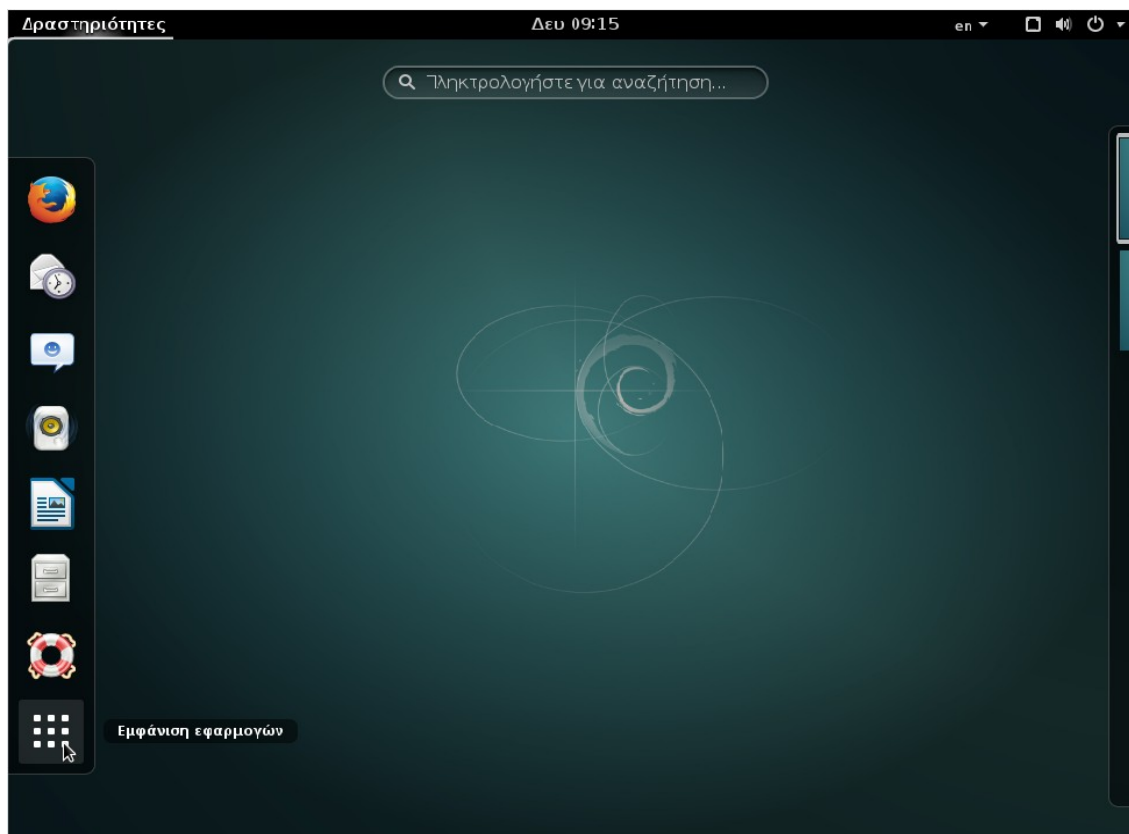 Δραστηριότητες
Δευ 09:15
en
Πληκτρολογήστε για αναζήτηση...
Εμφάνιση εφαρμογών